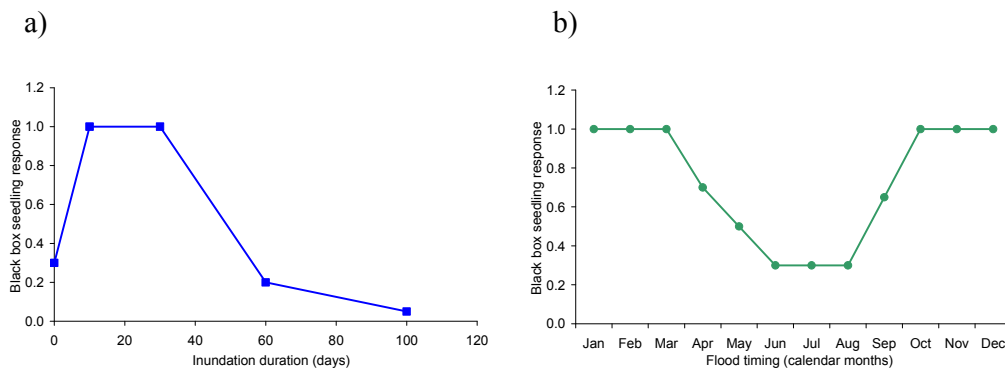 a)
b)
Black box seedling response
1.2
1.0
0.8
0.6
0.4
0.2
0.0
0 20 40 60 80 100 120
Inundation duration (days)
Black box seedling response
1.2
1.0
0.8
0.6
0.4
0.2
0.0
Jan Feb Mar Apr May Jun Jul Aug Sep Oct Nov Dec
Flood timing (calendar months)